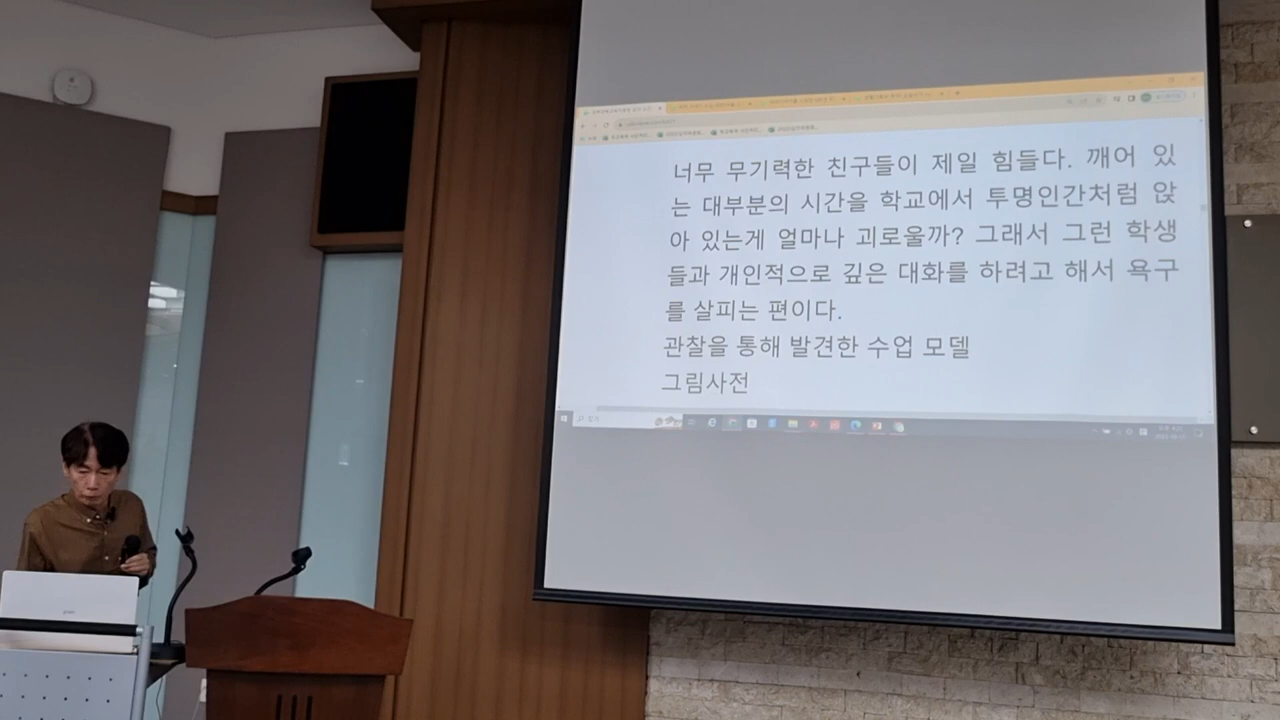 너무 무기력한 친구들이 제일 힘들다. 깨어 있
는 대부분의 시간을 학교에서 투명인간처럼 앉
아 있는게 얼마나 괴로울까? 그래서 그런 학생
들과 개인적으로 깊은 대화를 하려고 해서 욕구
를 살피는 편이다.
관찰을 통해 발견한 수업 모델
그림사전